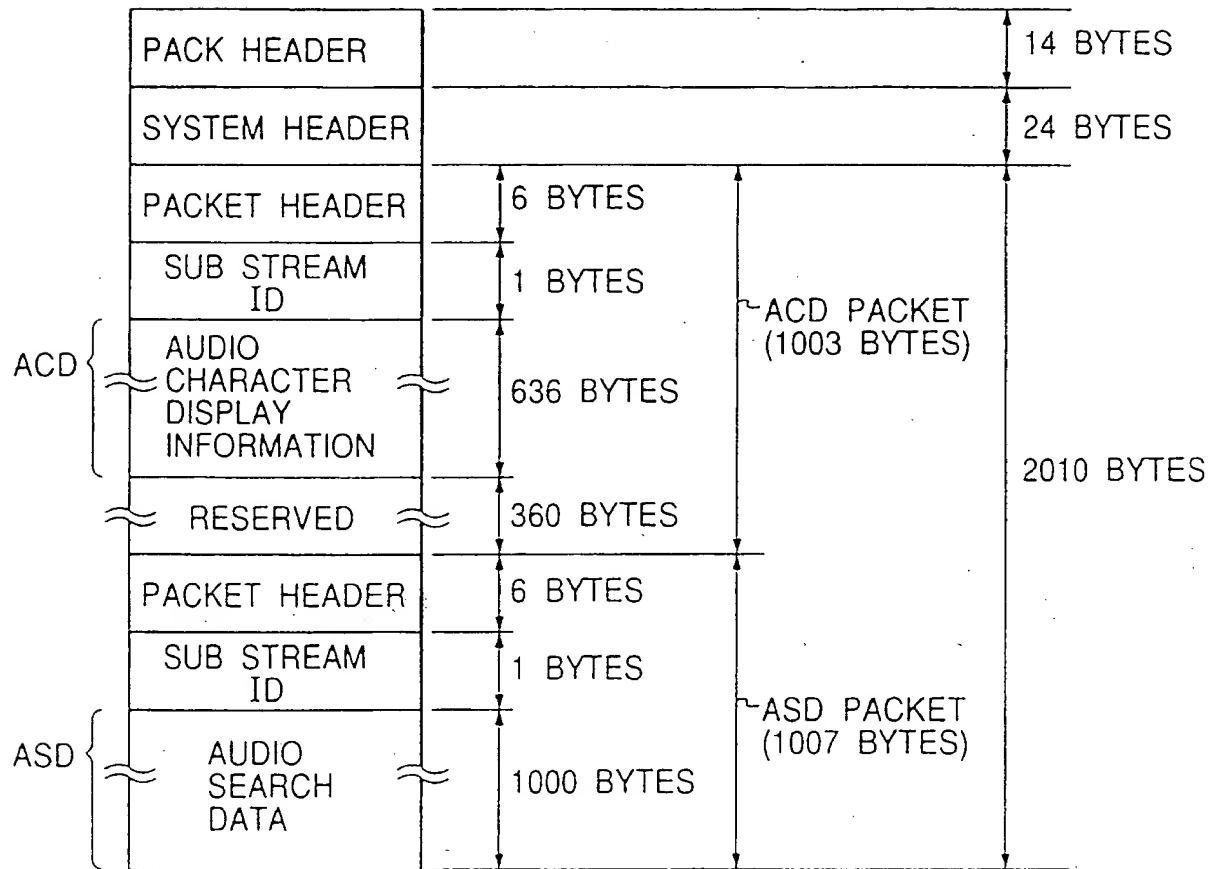 PACK HEADER
14 BYTES
SYSTEM HEADER
24 BYTES
PACKET HEADER
6 BYTES
SUB STREAM
ID
1 BYTES
ACD PACKET
(1003 BYTES)
ACD
AUDIO
CHARACTER
DISPLAY
INFORMATION
636 BYTES
2010 BYTES
RESERVED
360 BYTES
PACKET HEADER
6 BYTES
SUB STREAM
ID
1 BYTES
ASD PACKET
(1007 BYTES)
ASD
AUDIO
SEARCH
DATA
1000 BYTES